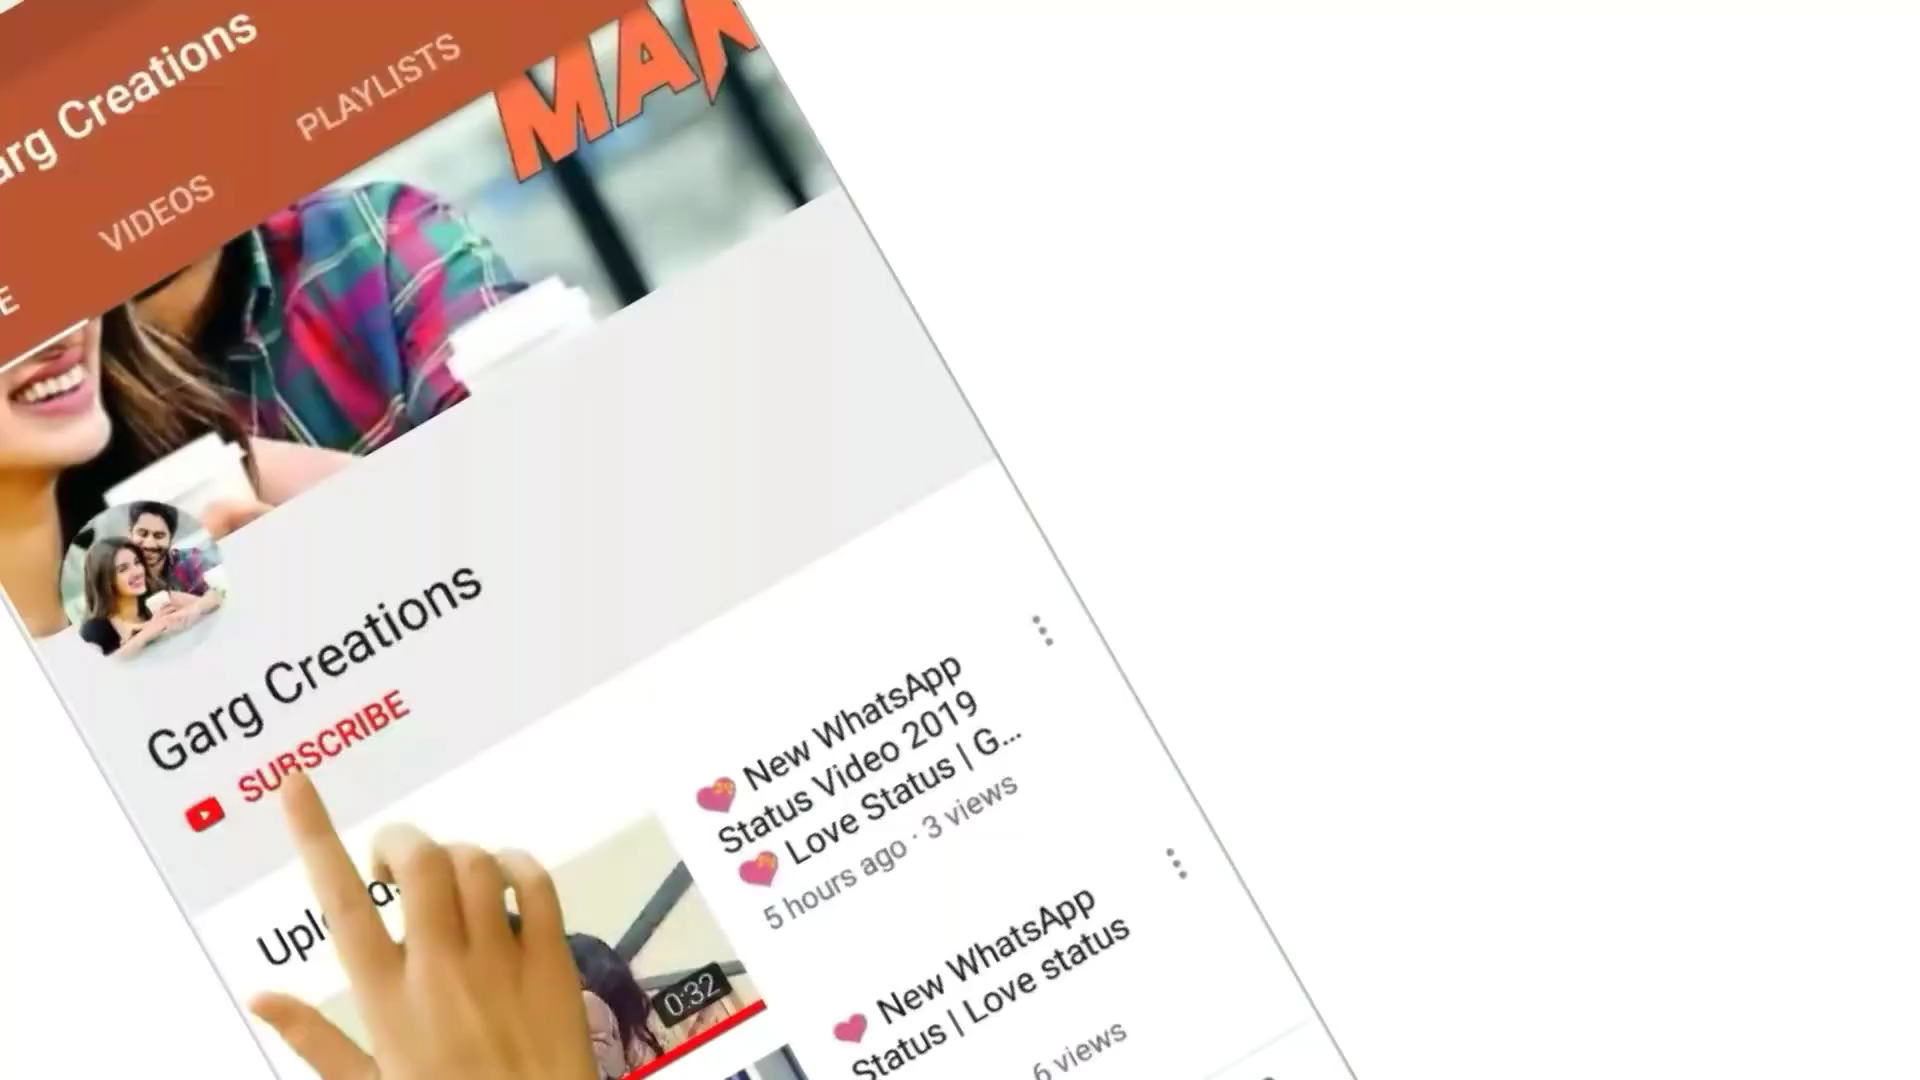 Creations
VIDEOS
PLAYLISTS
Garg Creations
SUBSCRIBE
💝 New WhatsApp
Status Video 2019
💝 Love Status | G...
5 hours ago · 3 views
0:32
💗 New WhatsApp
Status | Love status
6 views